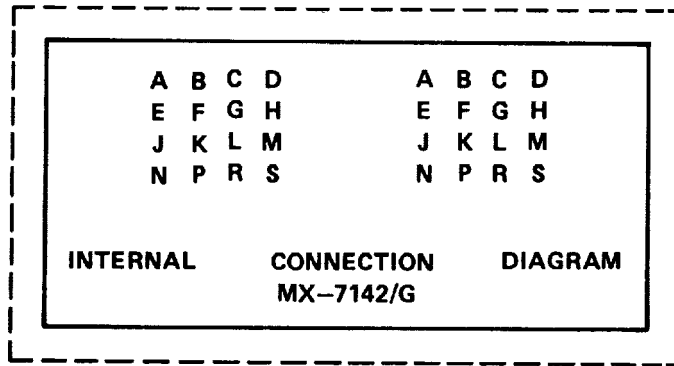 A B C D A B C D
E F G H E F G H
J K L M J K L M
N P R S N P R S
INTERNAL CONNECTION DIAGRAM
MX–7142/G